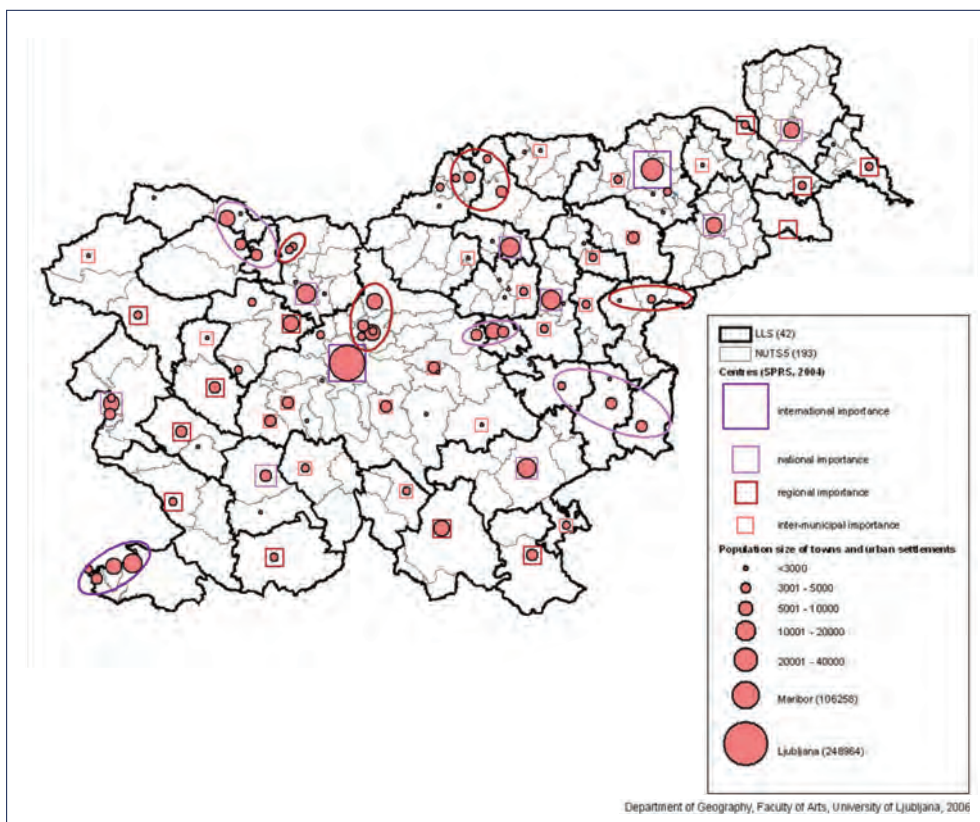 LLS (42)
NUTS5 (193)
Centres (SPRS, 2004)
international importance
national importance
regional importance
inter-municipal importance
Population size of towns and urban settlements
<3000
3001 - 5000
5001 - 10000
10001 - 20000
20001 - 40000
Maribor (106258)
Ljubljana (248964)
Department of Geography, Faculty of Arts, University of Ljubljana, 2006